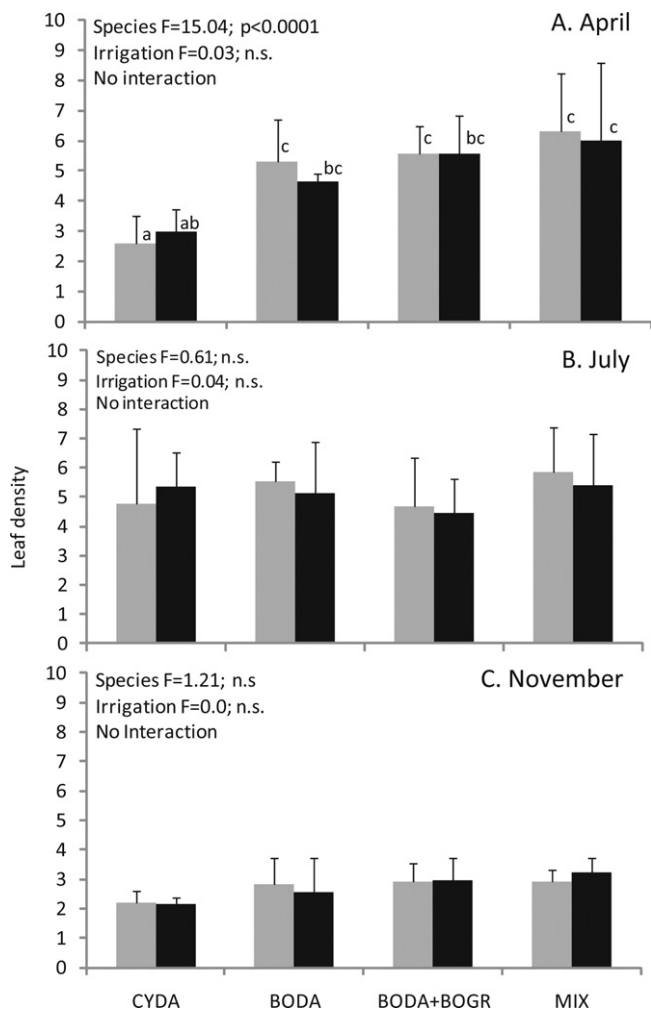 10
Species F=15.04; p<0.0001
A. April
9
Irrigation F=0.03; n.s.
8
No interaction
7
6
c
c
c
c
5
bc
bc
4
3
a
ab
2
1
0
10
Species F=0.61; n.s.
B. July
9
Irrigation F=0.04; n.s.
8
No interaction
7
6
5
4
3
2
1
0
Leaf density
10
Species F=1.21; n.s
C. November
9
Irrigation F=0.0; n.s.
8
No Interaction
7
6
5
4
3
2
1
0
CYDA BODA BODA+BOGR MIX